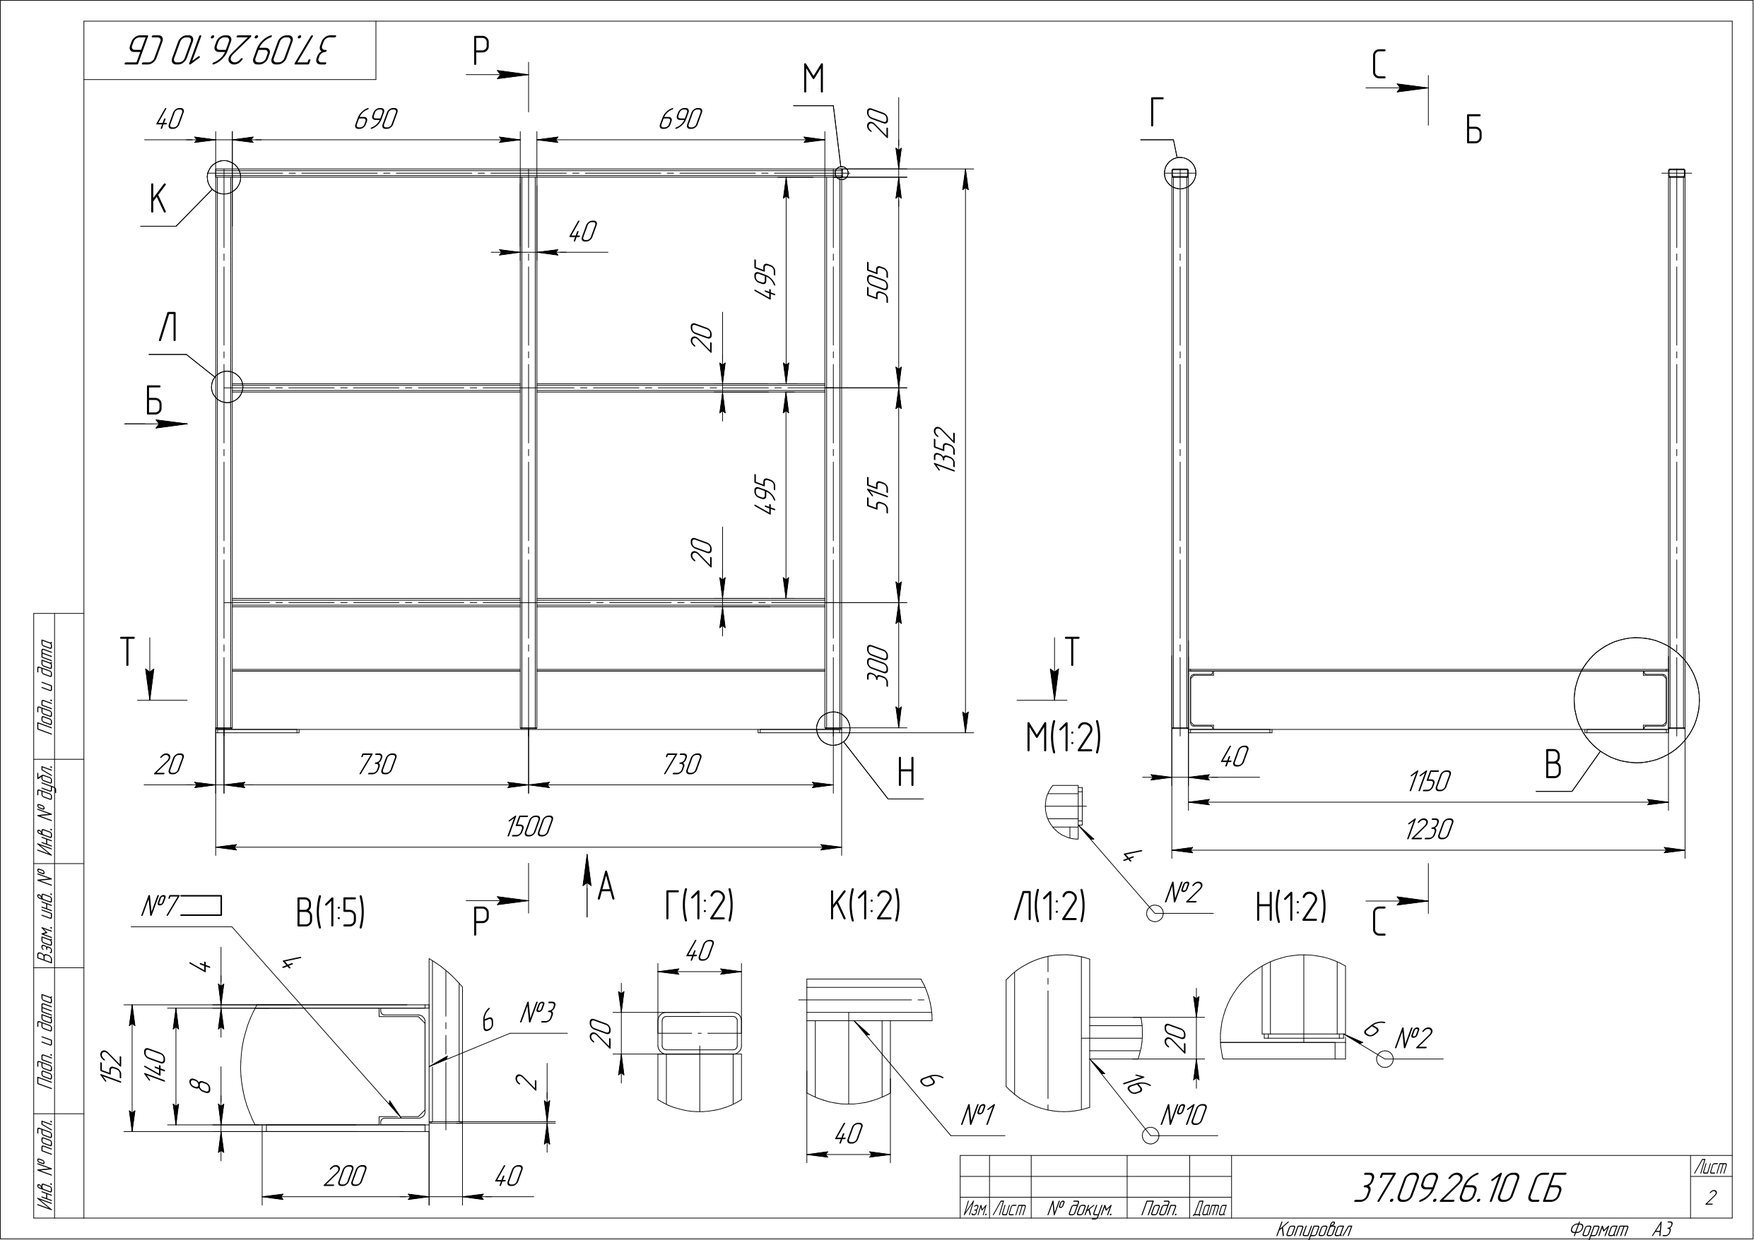 37.09.26.10 СБ
Р
М
С
Г
Б
40
690
690
20
К
40
495
505
Л
20
Б
1352
495
515
20
Т
300
Т
М(1:2)
20
730
730
Н
40
1150
В
1500
1230
4
№2
А
№7
В(1:5)
Р
Г(1:2)
К(1:2)
Л(1:2)
Н(1:2)
С
4
4
152
140
8
6
№3
2
200
40
40
20
6
№1
40
20
16
№10
6
№2
Подп. и дата
Инв. № дубл.
Взам. инв. №
Подп. и дата
Инв. № подл.
37.09.26.10 СБ
Лист
2
Изм.
Лист
№ докум.
Подп.
Дата
Копировал
Формат
А3